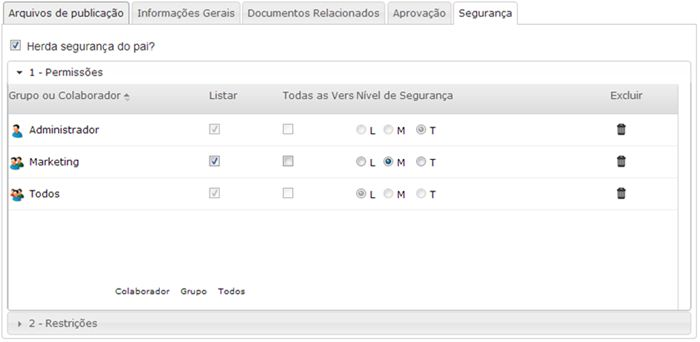 Arquivos de publicação Informações Gerais Documentos Relacionados Aprovação Segurança
Herda segurança do pai?
1 - Permissões
Grupo ou Colaborador Listar Todas as Vers Nível de Segurança Excluir
Administrador L M T
Marketing L M T
Todos L M T
Colaborador Grupo Todos
2 - Restrições